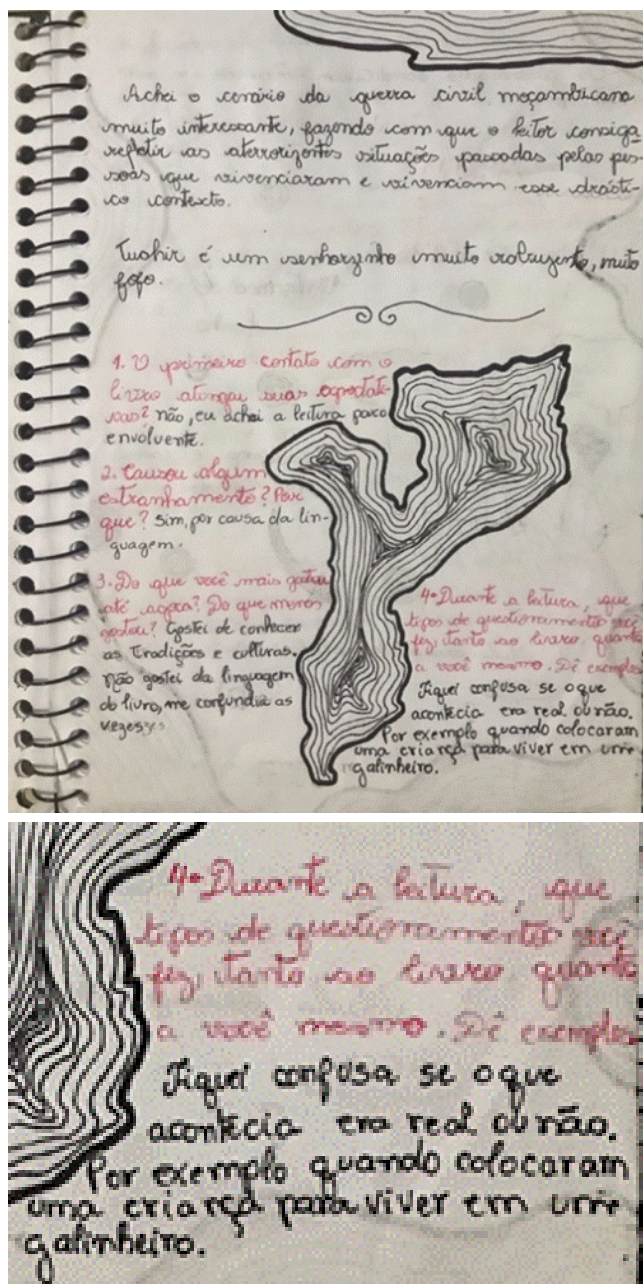 Achei o cenário da guerra civil moçambicana
muito interessante, fazendo com que o leitor consiga
refletir as aterrorizantes situações passadas pelas pes-
soas que vivenciaram e vivenciam esse drásti-
co contexto.
Tuahir é um senhorzinho muito rabugento, muito
fofo.
1. O primeiro contato com o
livro atengeu suas expectati-
vas? não, eu achei a leitura pouco
envolvente.
2. Causou algum
estranhamento? Por
que? Sim, por causa da lin-
guagem.
3. Do que você mais gostou
até agora? Do que menos
gostou? Gostei de conhecer
as tradições e culturas.
não gostei da linguagem
do livro, me confundia as
vezes.
4. Durante a leitura, que
tipos de questionamentos você
fez, tanto ao livro quanto
a você mesmo. Dê exemplos
Fiquei confusa se o que
acontecia era real ou não.
Por exemplo quando colocaram
uma criança para viver em um
galinheiro.
4. Durante a leitura, que
tipos de questionamentos você
fez, tanto ao livro quanto
a você mesmo. Dê exemplos
Fiquei confusa se o que
acontecia era real ou não.
Por exemplo quando colocaram
uma criança para viver em um
galinheiro.